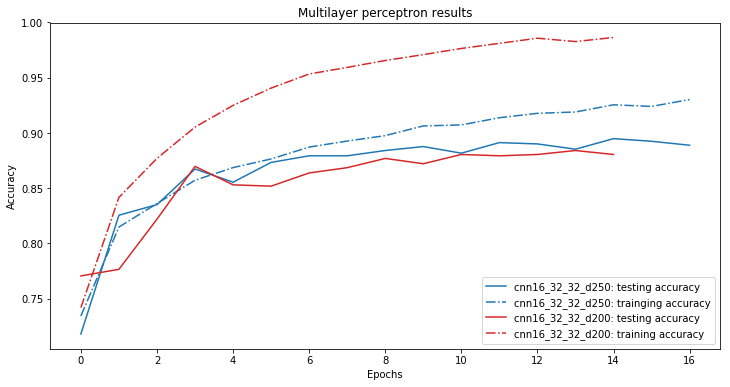 Multilayer perceptron results
1.00
0.95
0.90
0.85
0.80
0.75
Accuracy
cnn16_32_32_d250: testing accuracy
cnn16_32_32_d250: trainging accuracy
cnn16_32_32_d200: testing accuracy
cnn16_32_32_d200: training accuracy
0 2 4 6 8 10 12 14 16
Epochs